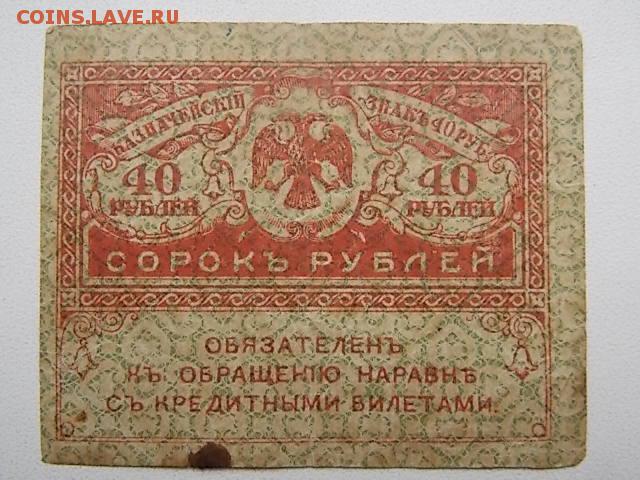 COINS.LAVE.RU
КАЗНАЧЕЙСКІЙ ЗНАКЪ 40 РУБ.
40 РУБЛЕЙ 40 РУБЛЕЙ
СОРОКЪ РУБЛЕЙ
ОБЯЗАТЕЛЕНЪ
КЪ ОБРАЩЕНІЮ НАРАВНѢ
СЪ КРЕДИТНЫМИ БИЛЕТАМИ.